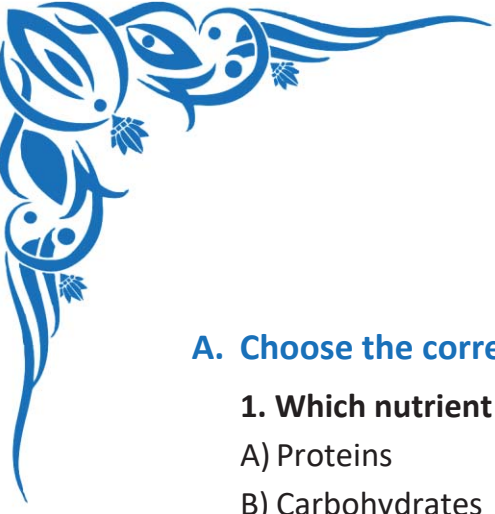 A. Choose the corre
1. Which nutrient
A) Proteins
B) Carbohydrates